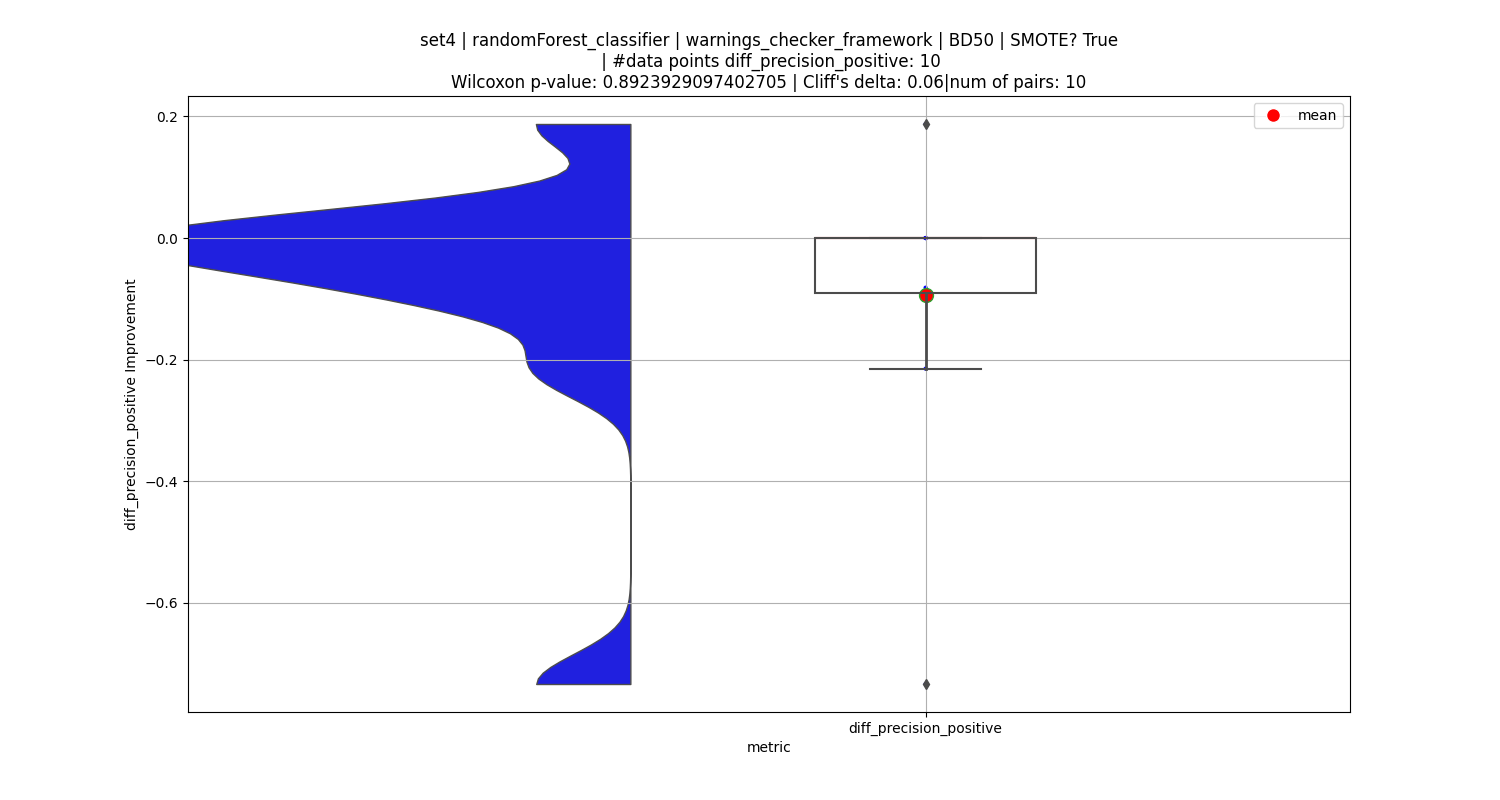 set4 | randomForest_classifier | warnings_checker_framework | BD50 | SMOTE? True
| #data points diff_precision_positive: 10
Wilcoxon p-value: 0.8923929097402705 | Cliff's delta: 0.06|num of pairs: 10
mean
0.2
0.0
−0.2
−0.4
−0.6
diff_precision_positive Improvement
diff_precision_positive
metric